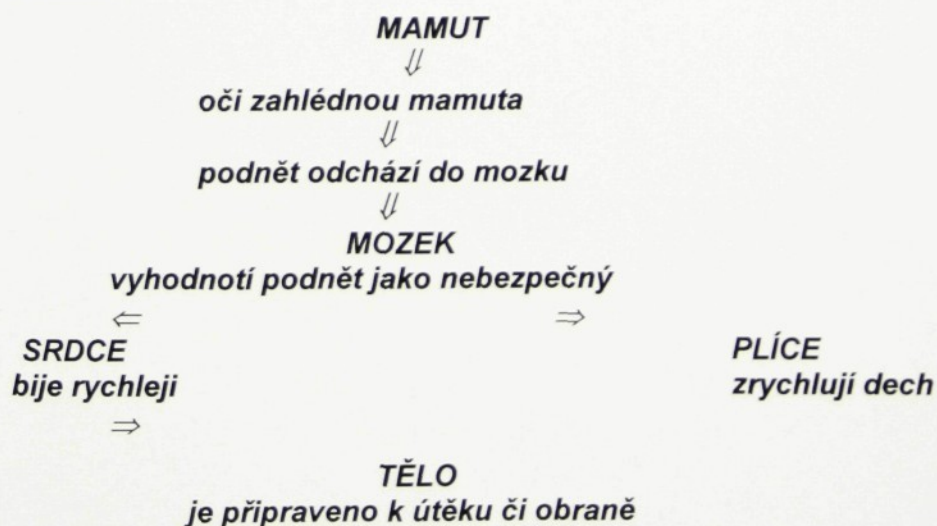 MAMUT
⇓
oči zahlédnou mamuta
⇓
podnět odchází do mozku
⇓
MOZEK
vyhodnotí podnět jako nebezpečný
⇐ ⇒
SRDCE PLÍCE
bije rychleji zrychlují dech
⇒
TĚLO
je připraveno k útěku či obraně